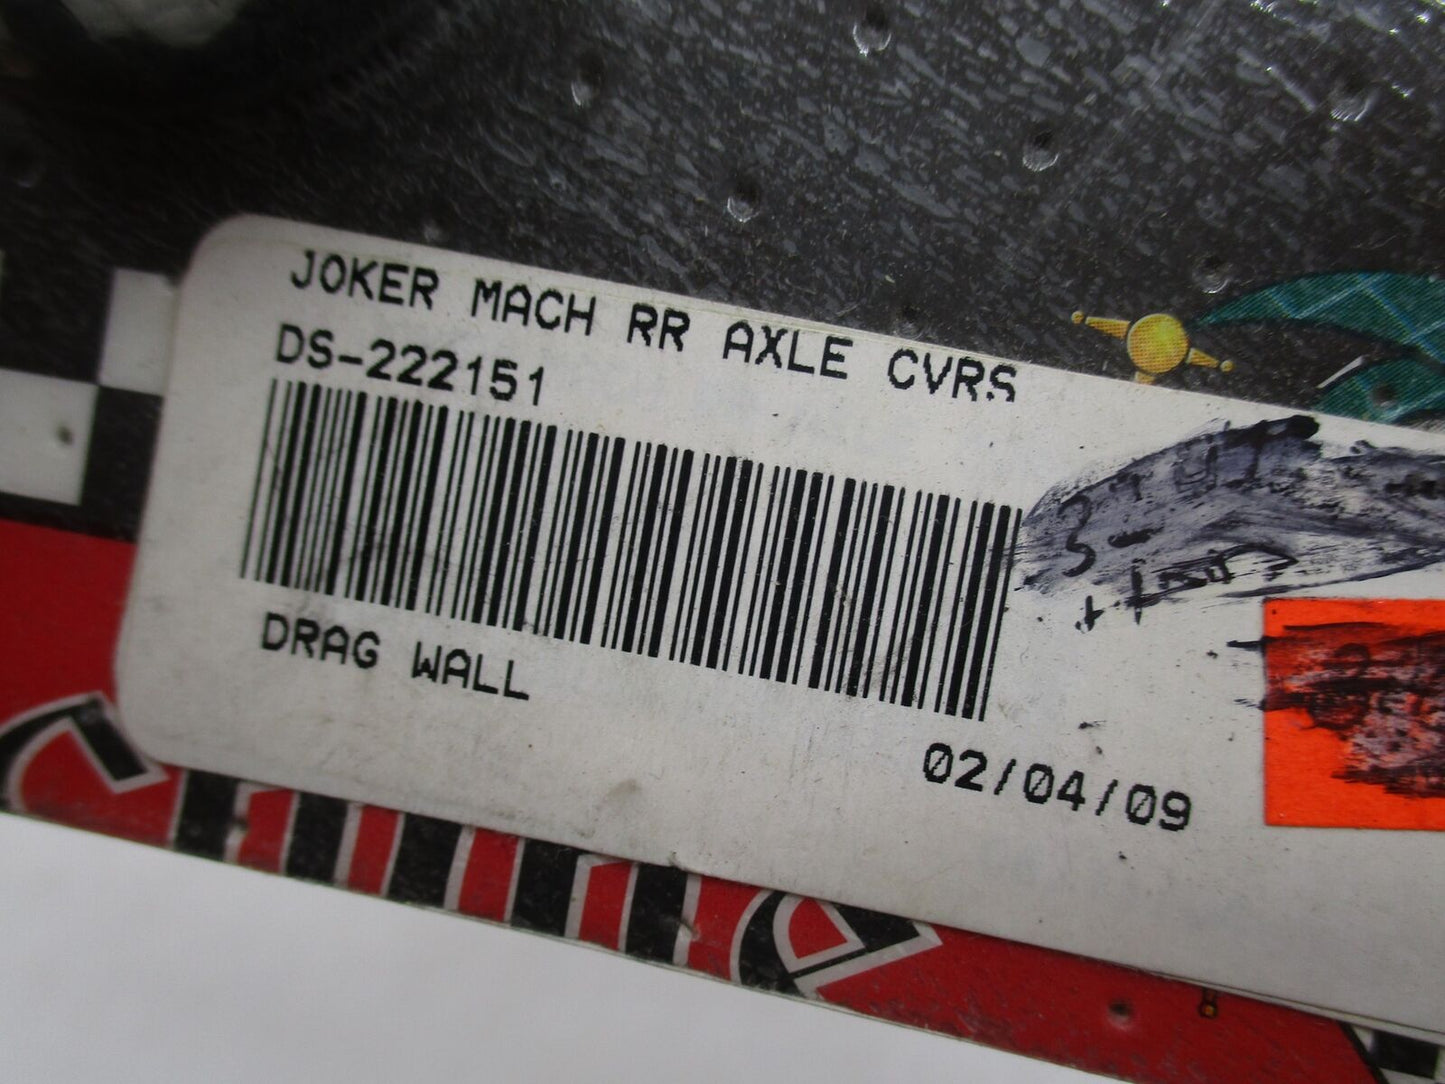 JOKER MACH RR AXLE CVRS
DS-222151
DRAG WALL
02/04/09